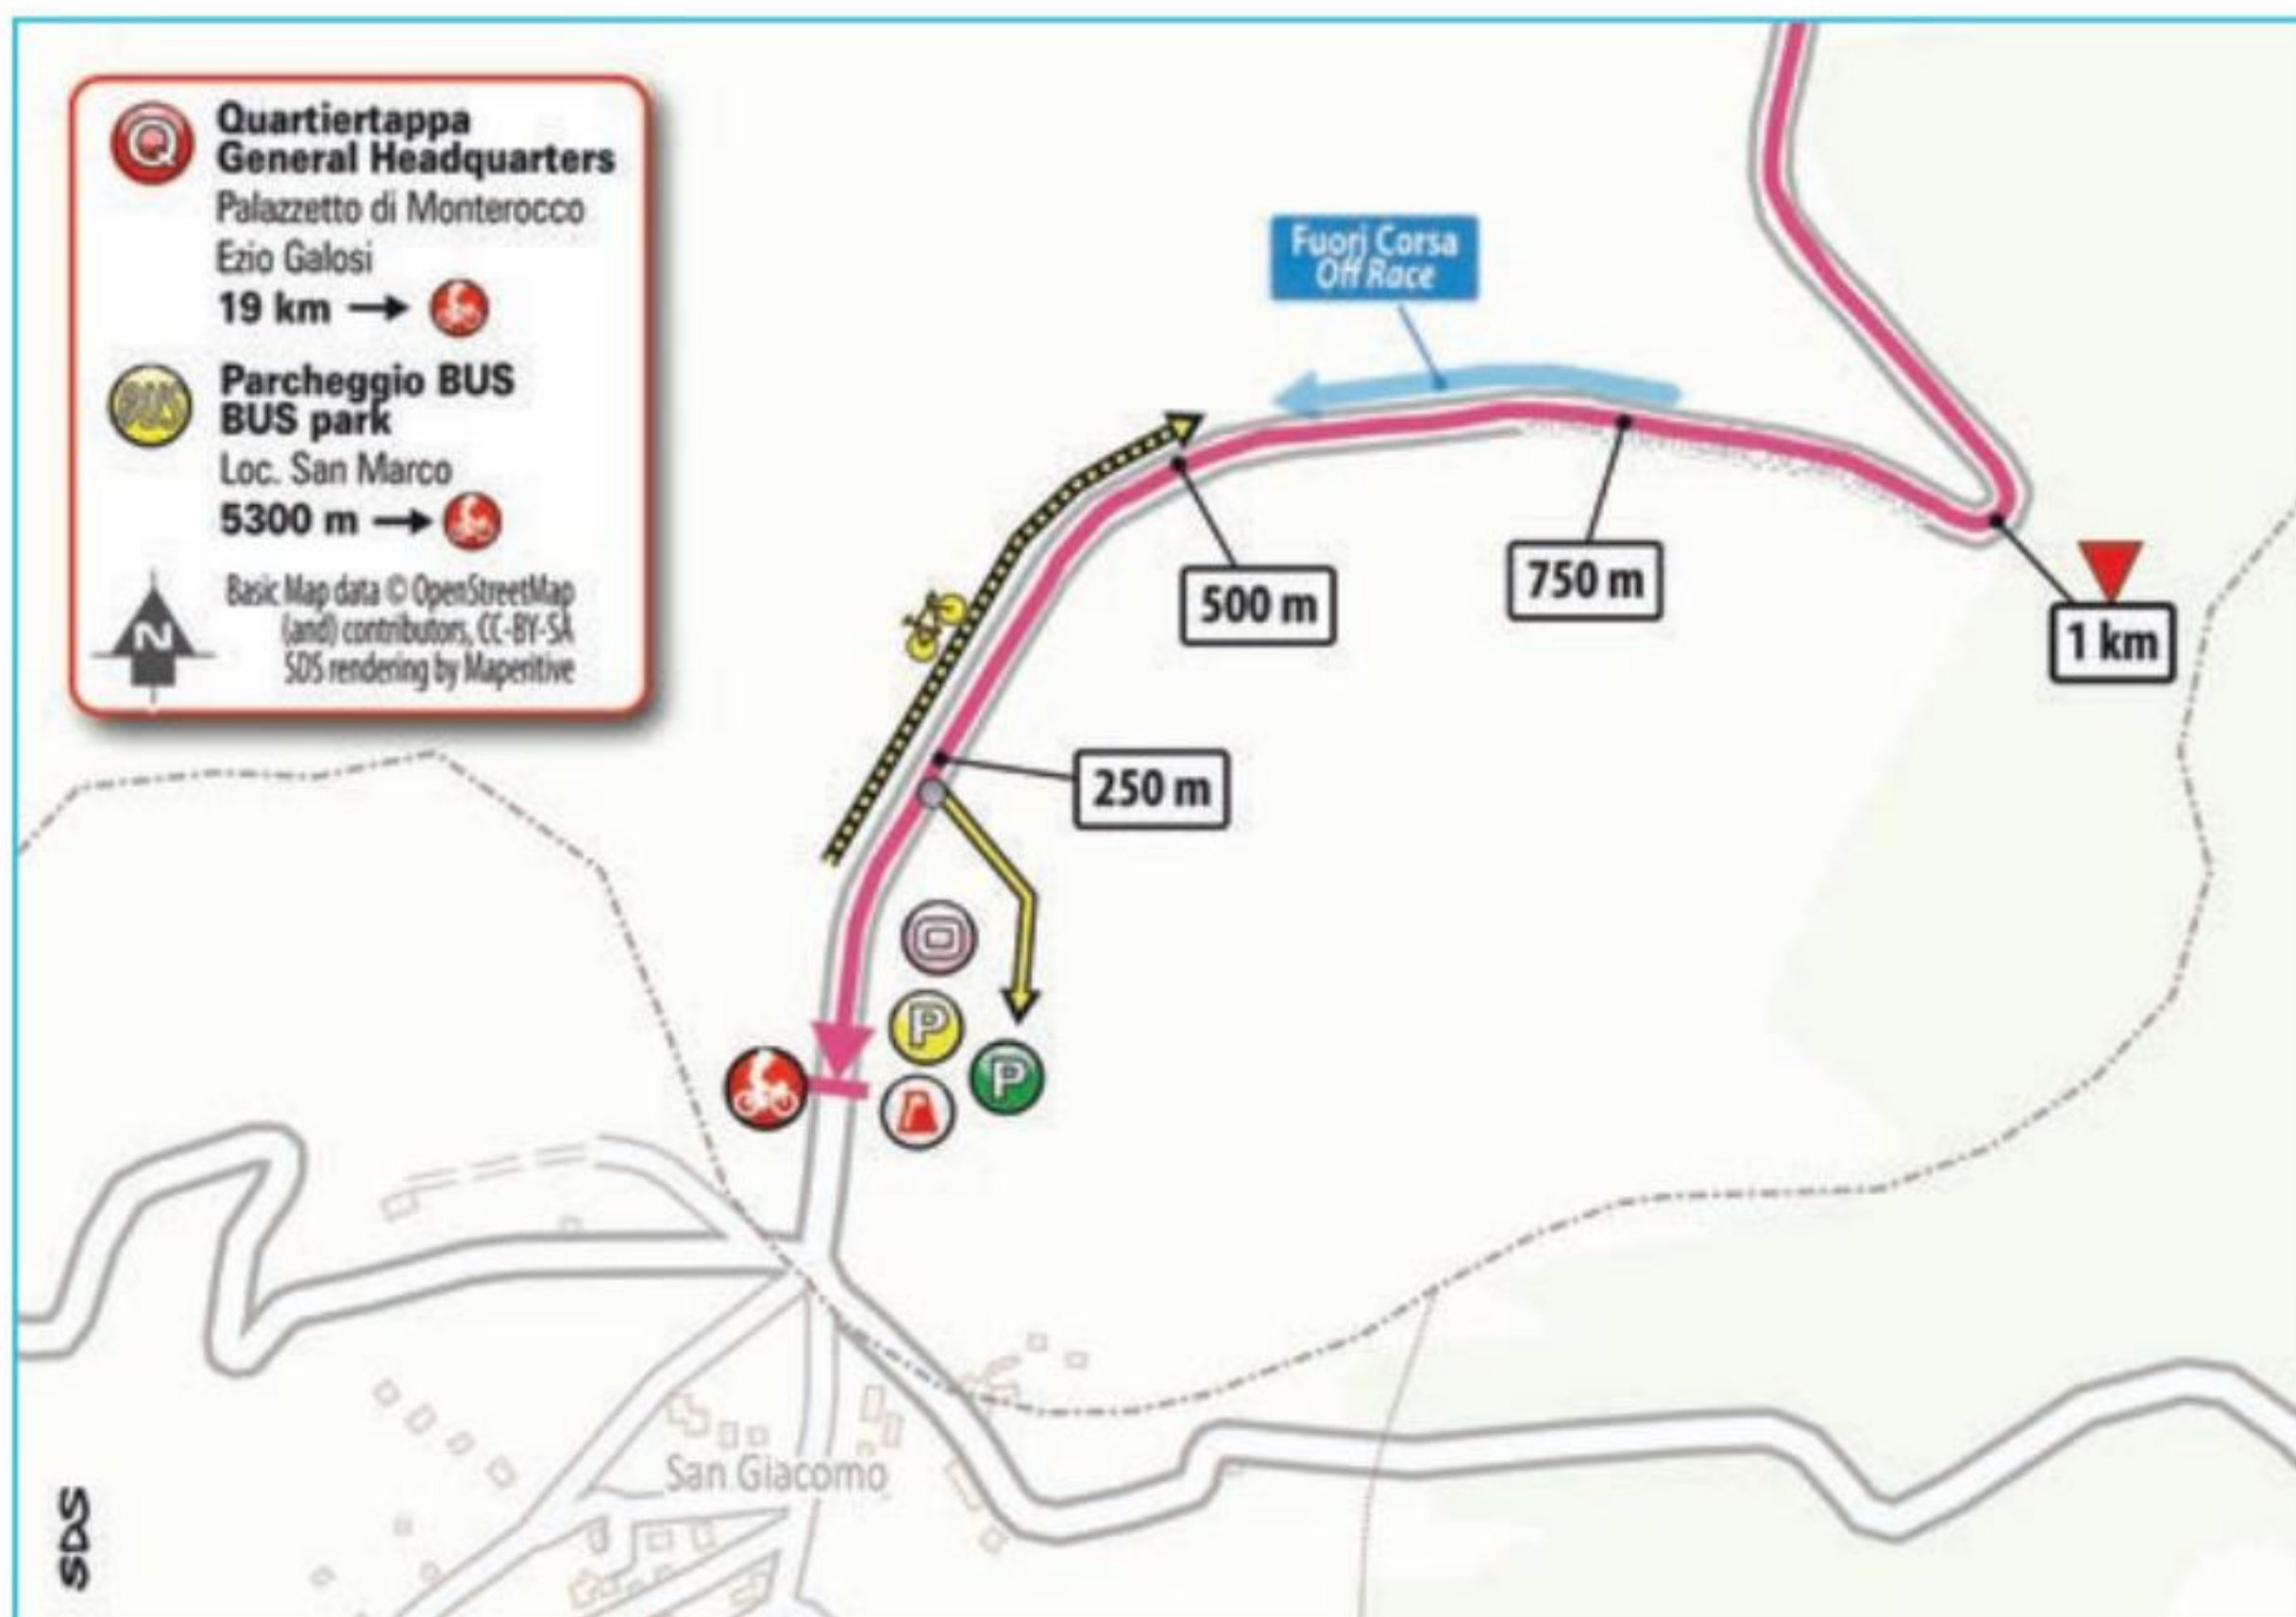 Quartiertappa
General Headquarters
Palazzetto di Monterocco
Ezio Galosi
19 km
BUS
Parcheggio BUS
BUS park
Loc. San Marco
5300 m
N
Basic Map data © OpenStreetMap
(and) contributors, CC-BY-SA
SDS rendering by Maperitive
Fuori Corsa
Off Race
500 m
750 m
1 km
250 m
P
P
San Giacomo
SDS
Q